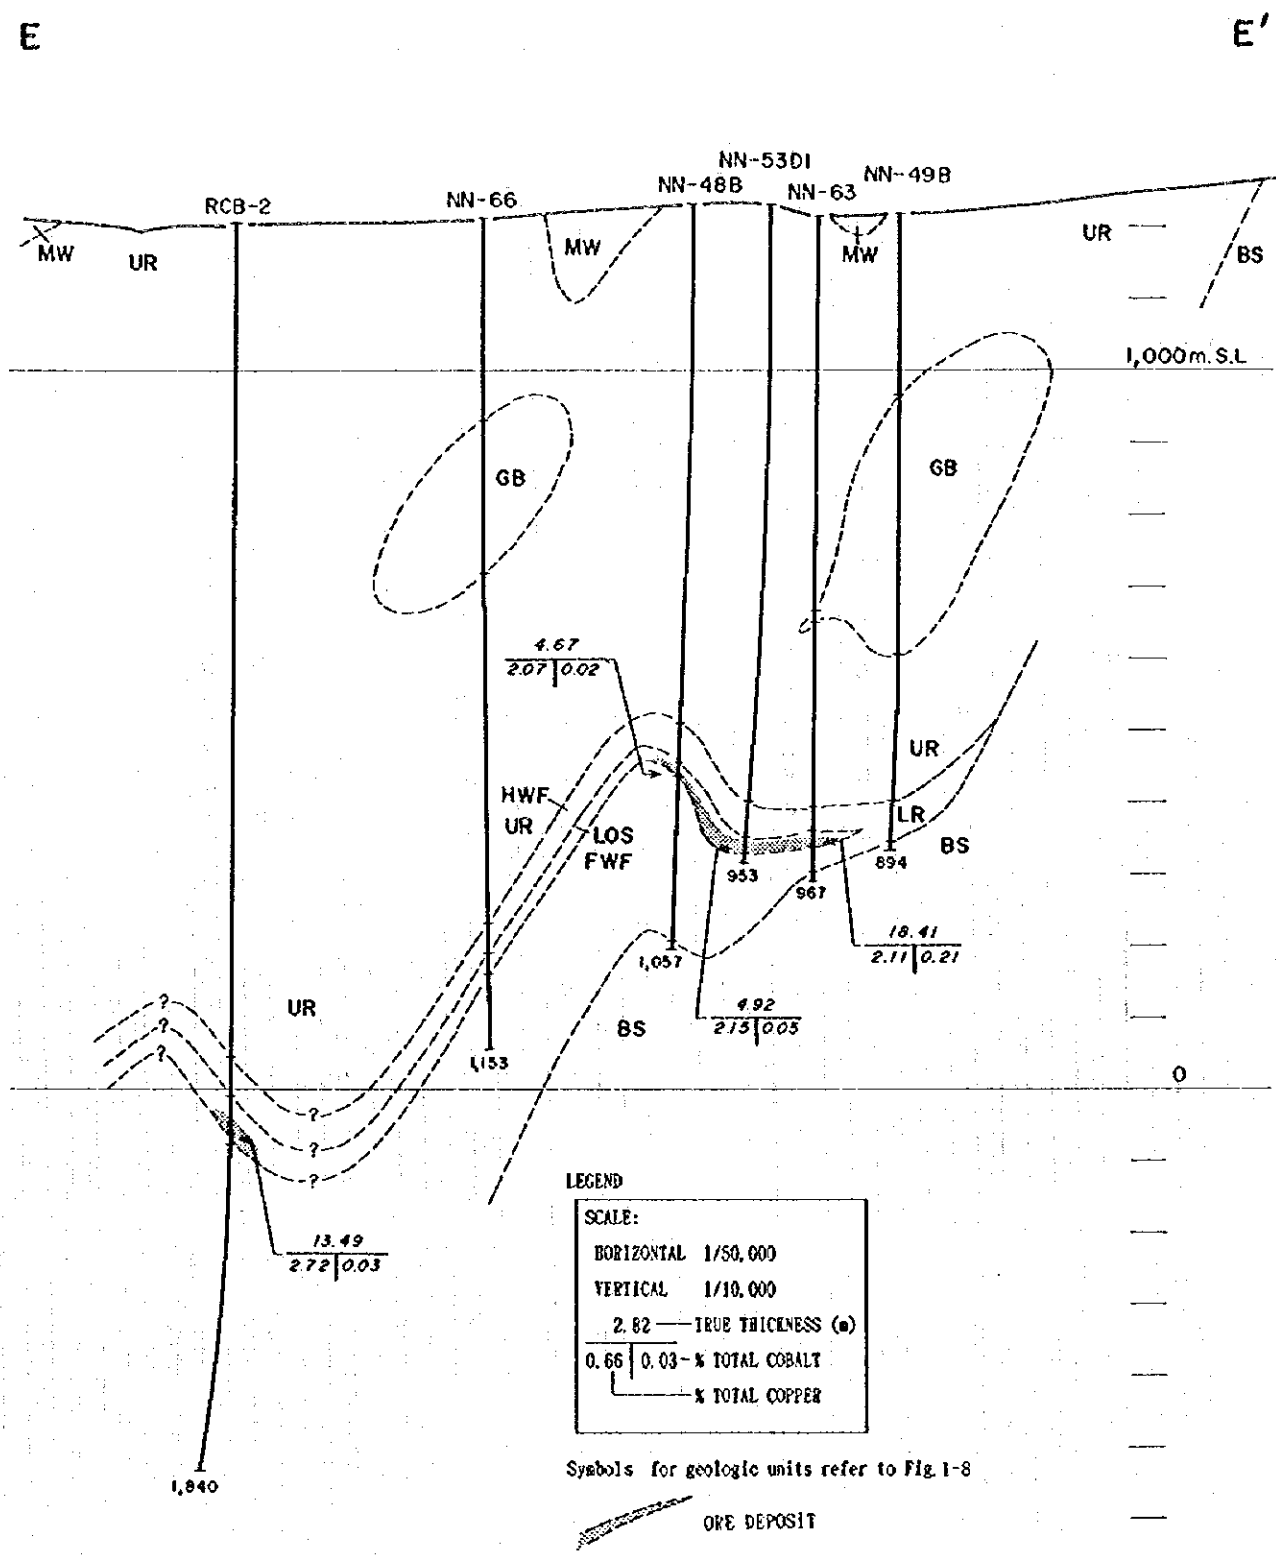 E E'
NN-53D1
NN-48B NN-63 NN-49B
RCB-2 NN-66
MW UR MW MW UR BS
1,000m.S.L
GB GB
4.67
2.07 0.02
UR
HWF
UR LOS LR BS
FWF
953 967 894
18.41
2.11 0.21
1,057
? UR BS 4.92
2.15 0.05
?
?
1,153
0
?
?
?
13.49
2.72 0.03
LEGEND
SCALE:
HORIZONTAL 1/50,000
VERTICAL 1/10,000
2.82 TRUE THICKNESS (m)
0.66 0.03 - % TOTAL COBALT
% TOTAL COPPER
1,840
Symbols for geologic units refer to Fig. 1-8
ORE DEPOSIT